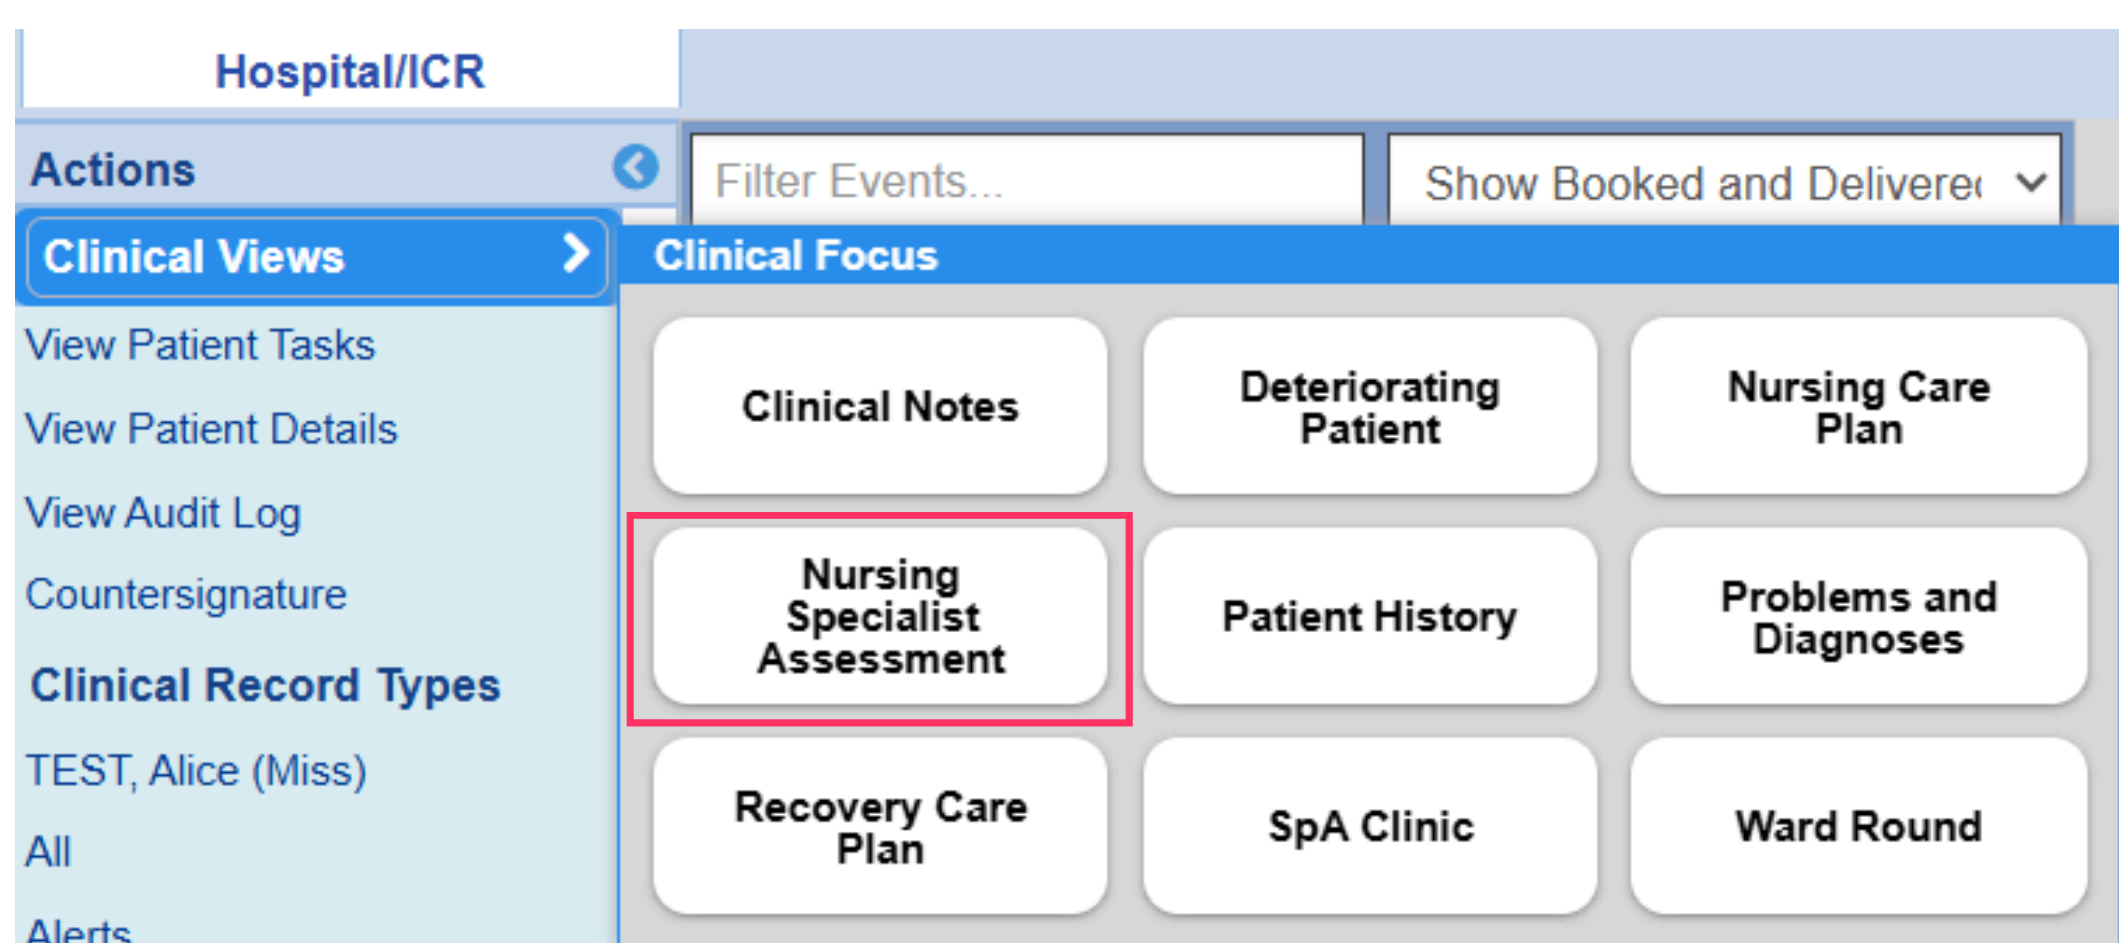 Hospital/ICR
Actions
Filter Events...
Show Booked and Delivered
Clinical Views
Clinical Focus
View Patient Tasks
View Patient Details
View Audit Log
Countersignature
Clinical Record Types
TEST, Alice (Miss)
All
Alerts
Clinical Notes
Deteriorating
Patient
Nursing Care
Plan
Nursing
Specialist
Assessment
Patient History
Problems and
Diagnoses
Recovery Care
Plan
SpA Clinic
Ward Round